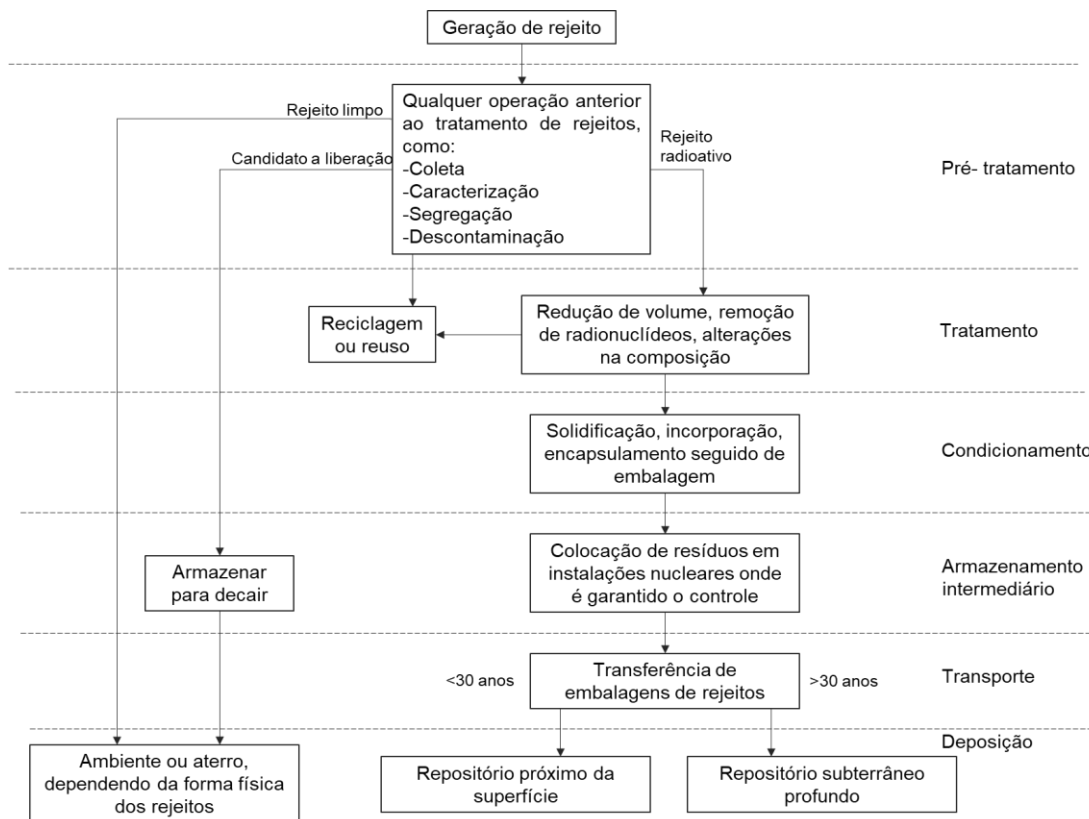 Geração de rejeito
Rejeito limpo
Candidato a liberação
Qualquer operação anterior
ao tratamento de rejeitos,
como:
-Coleta
-Caracterização
-Segregação
-Descontaminação
Rejeito
radioativo
Pré- tratamento
Reciclagem
ou reuso
Redução de volume, remoção
de radionuclídeos, alterações
na composição
Tratamento
Solidificação, incorporação,
encapsulamento seguido de
embalagem
Condicionamento
Armazenar
para decair
Colocação de resíduos em
instalações nucleares onde
é garantido o controle
Armazenamento
intermediário
<30 anos
Transferência de
embalagens de rejeitos
>30 anos
Transporte
Deposição
Ambiente ou aterro,
dependendo da forma física
dos rejeitos
Repositório próximo da
superfície
Repositório subterrâneo
profundo